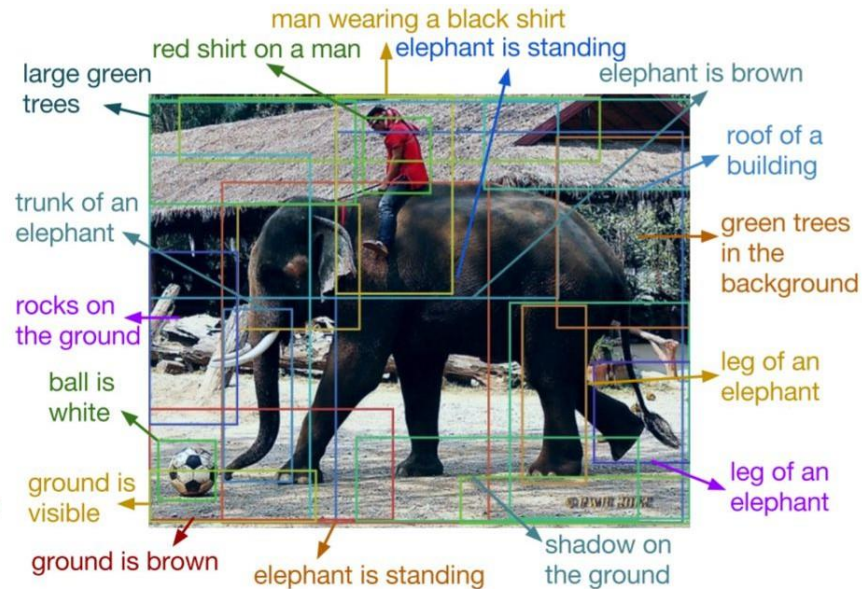 man wearing a black shirt
red shirt on a man
elephant is standing
large green
trees
elephant is brown
roof of a
building
trunk of an
elephant
green trees
in the
background
rocks on
the ground
ball is
white
leg of an
elephant
ground is
visible
leg of an
elephant
ground is brown
elephant is standing
shadow on
the ground